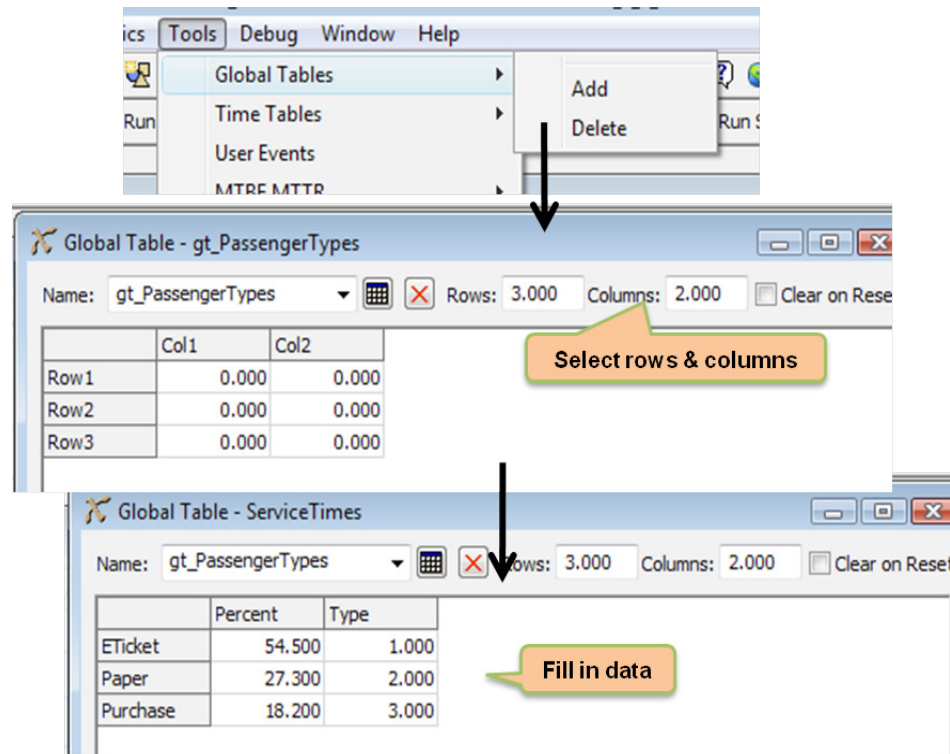 ics Tools Debug Window Help
Global Tables
Add
Run
Time Tables
Delete
Run
User Events
MTBF MTTR
Global Table - gt_PassengerTypes
Name: gt_PassengerTypes Rows: 3.000 Columns: 2.000 Clear on Rese
Select rows & columns
Col1 Col2
Row1 0.000 0.000
Row2 0.000 0.000
Row3 0.000 0.000
Global Table - ServiceTimes
Name: gt_PassengerTypes Rows: 3.000 Columns: 2.000 Clear on Reset
Percent Type
ETicket 54.500 1.000
Paper 27.300 2.000
Purchase 18.200 3.000
Fill in data